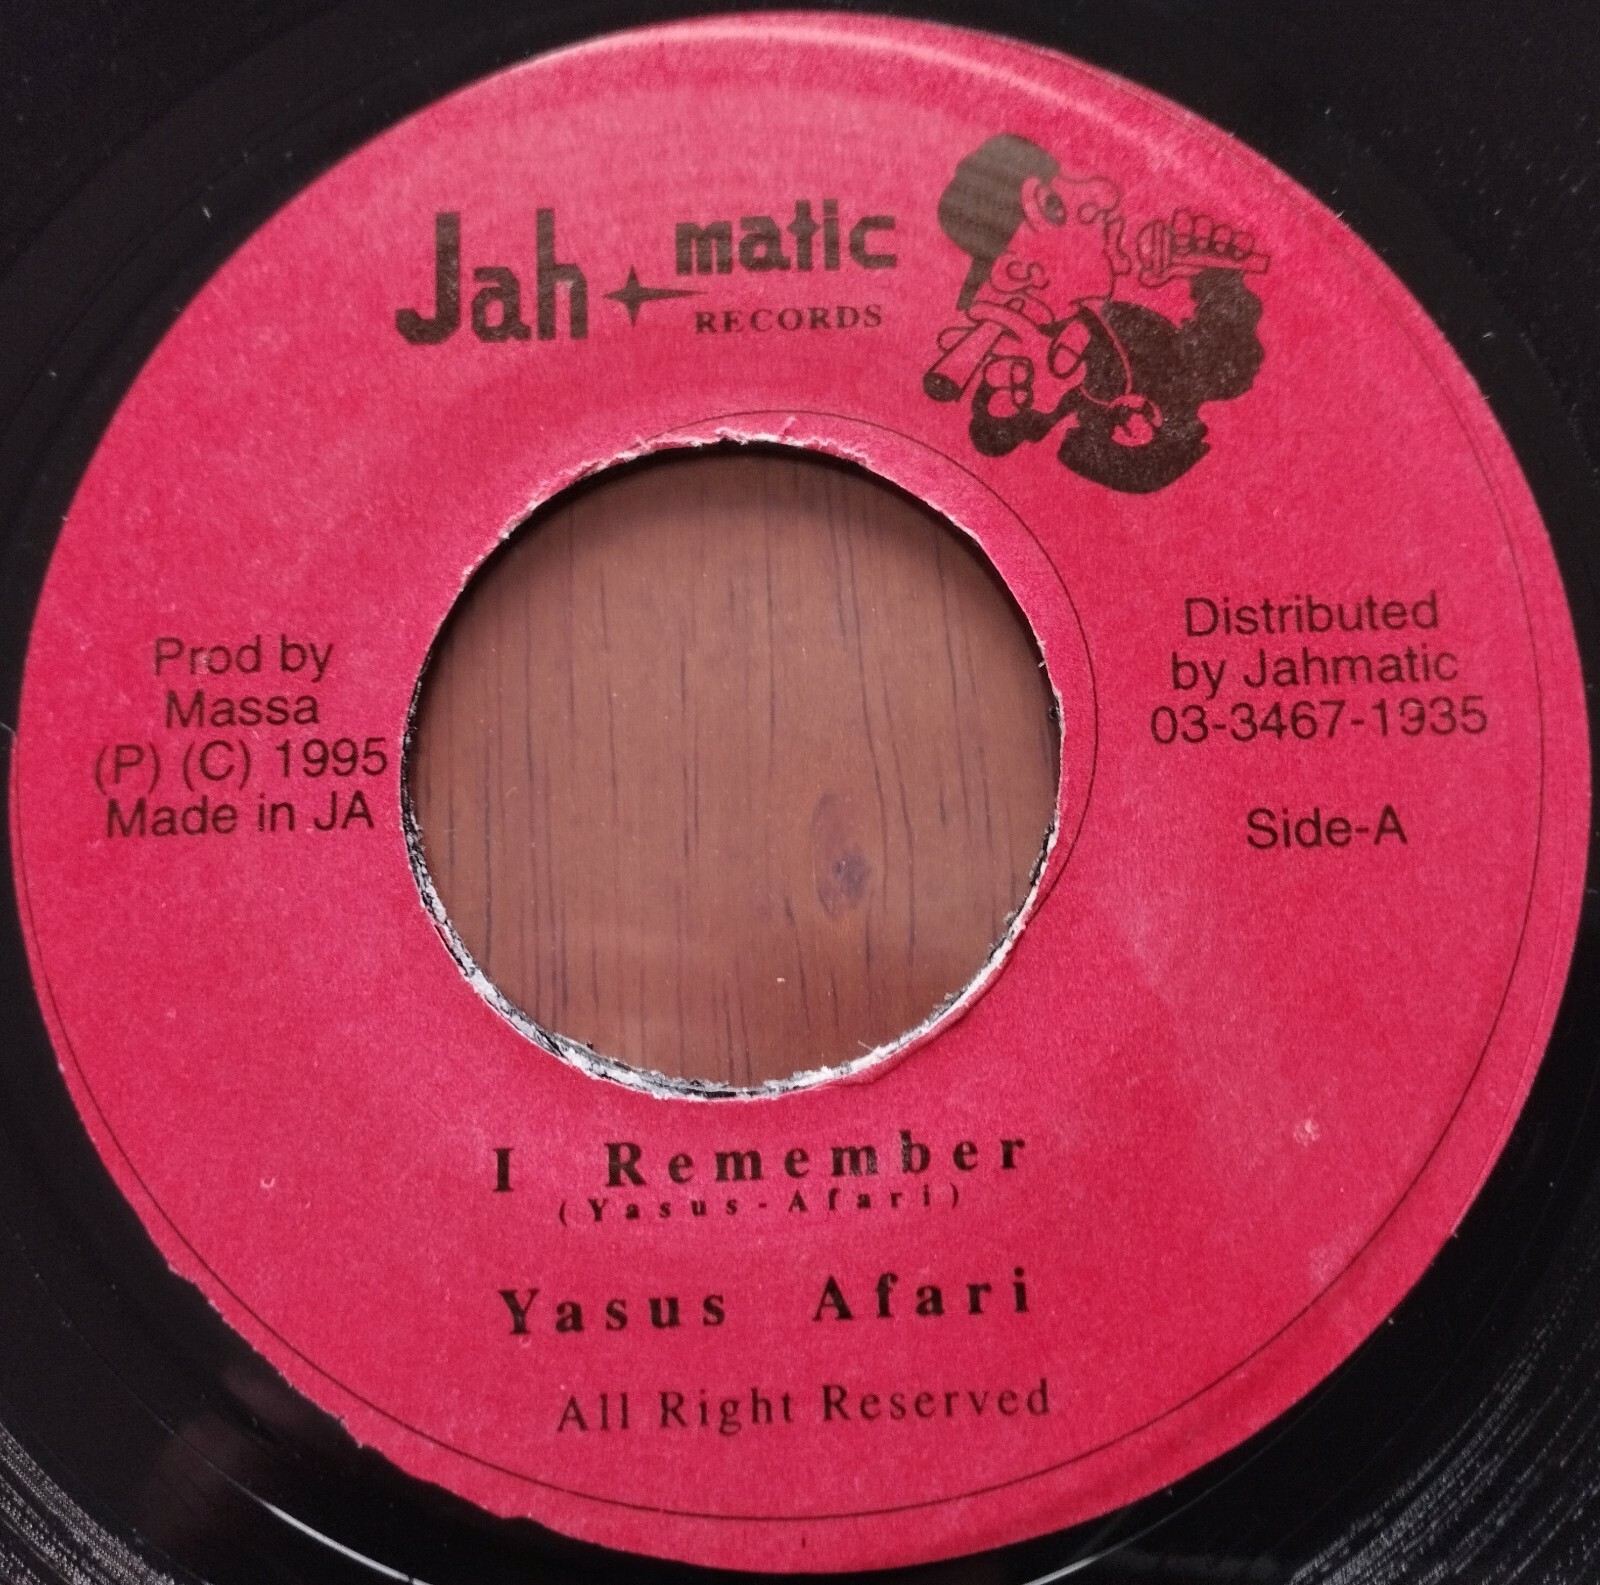 Jah matic
RECORDS
Prod by
Massa
(P) (C) 1995
Made in JA
Distributed
by Jahmatic
03-3467-1935
Side-A
I Remember
(Yasus-Afari)
Yasus Afari
All Right Reserved